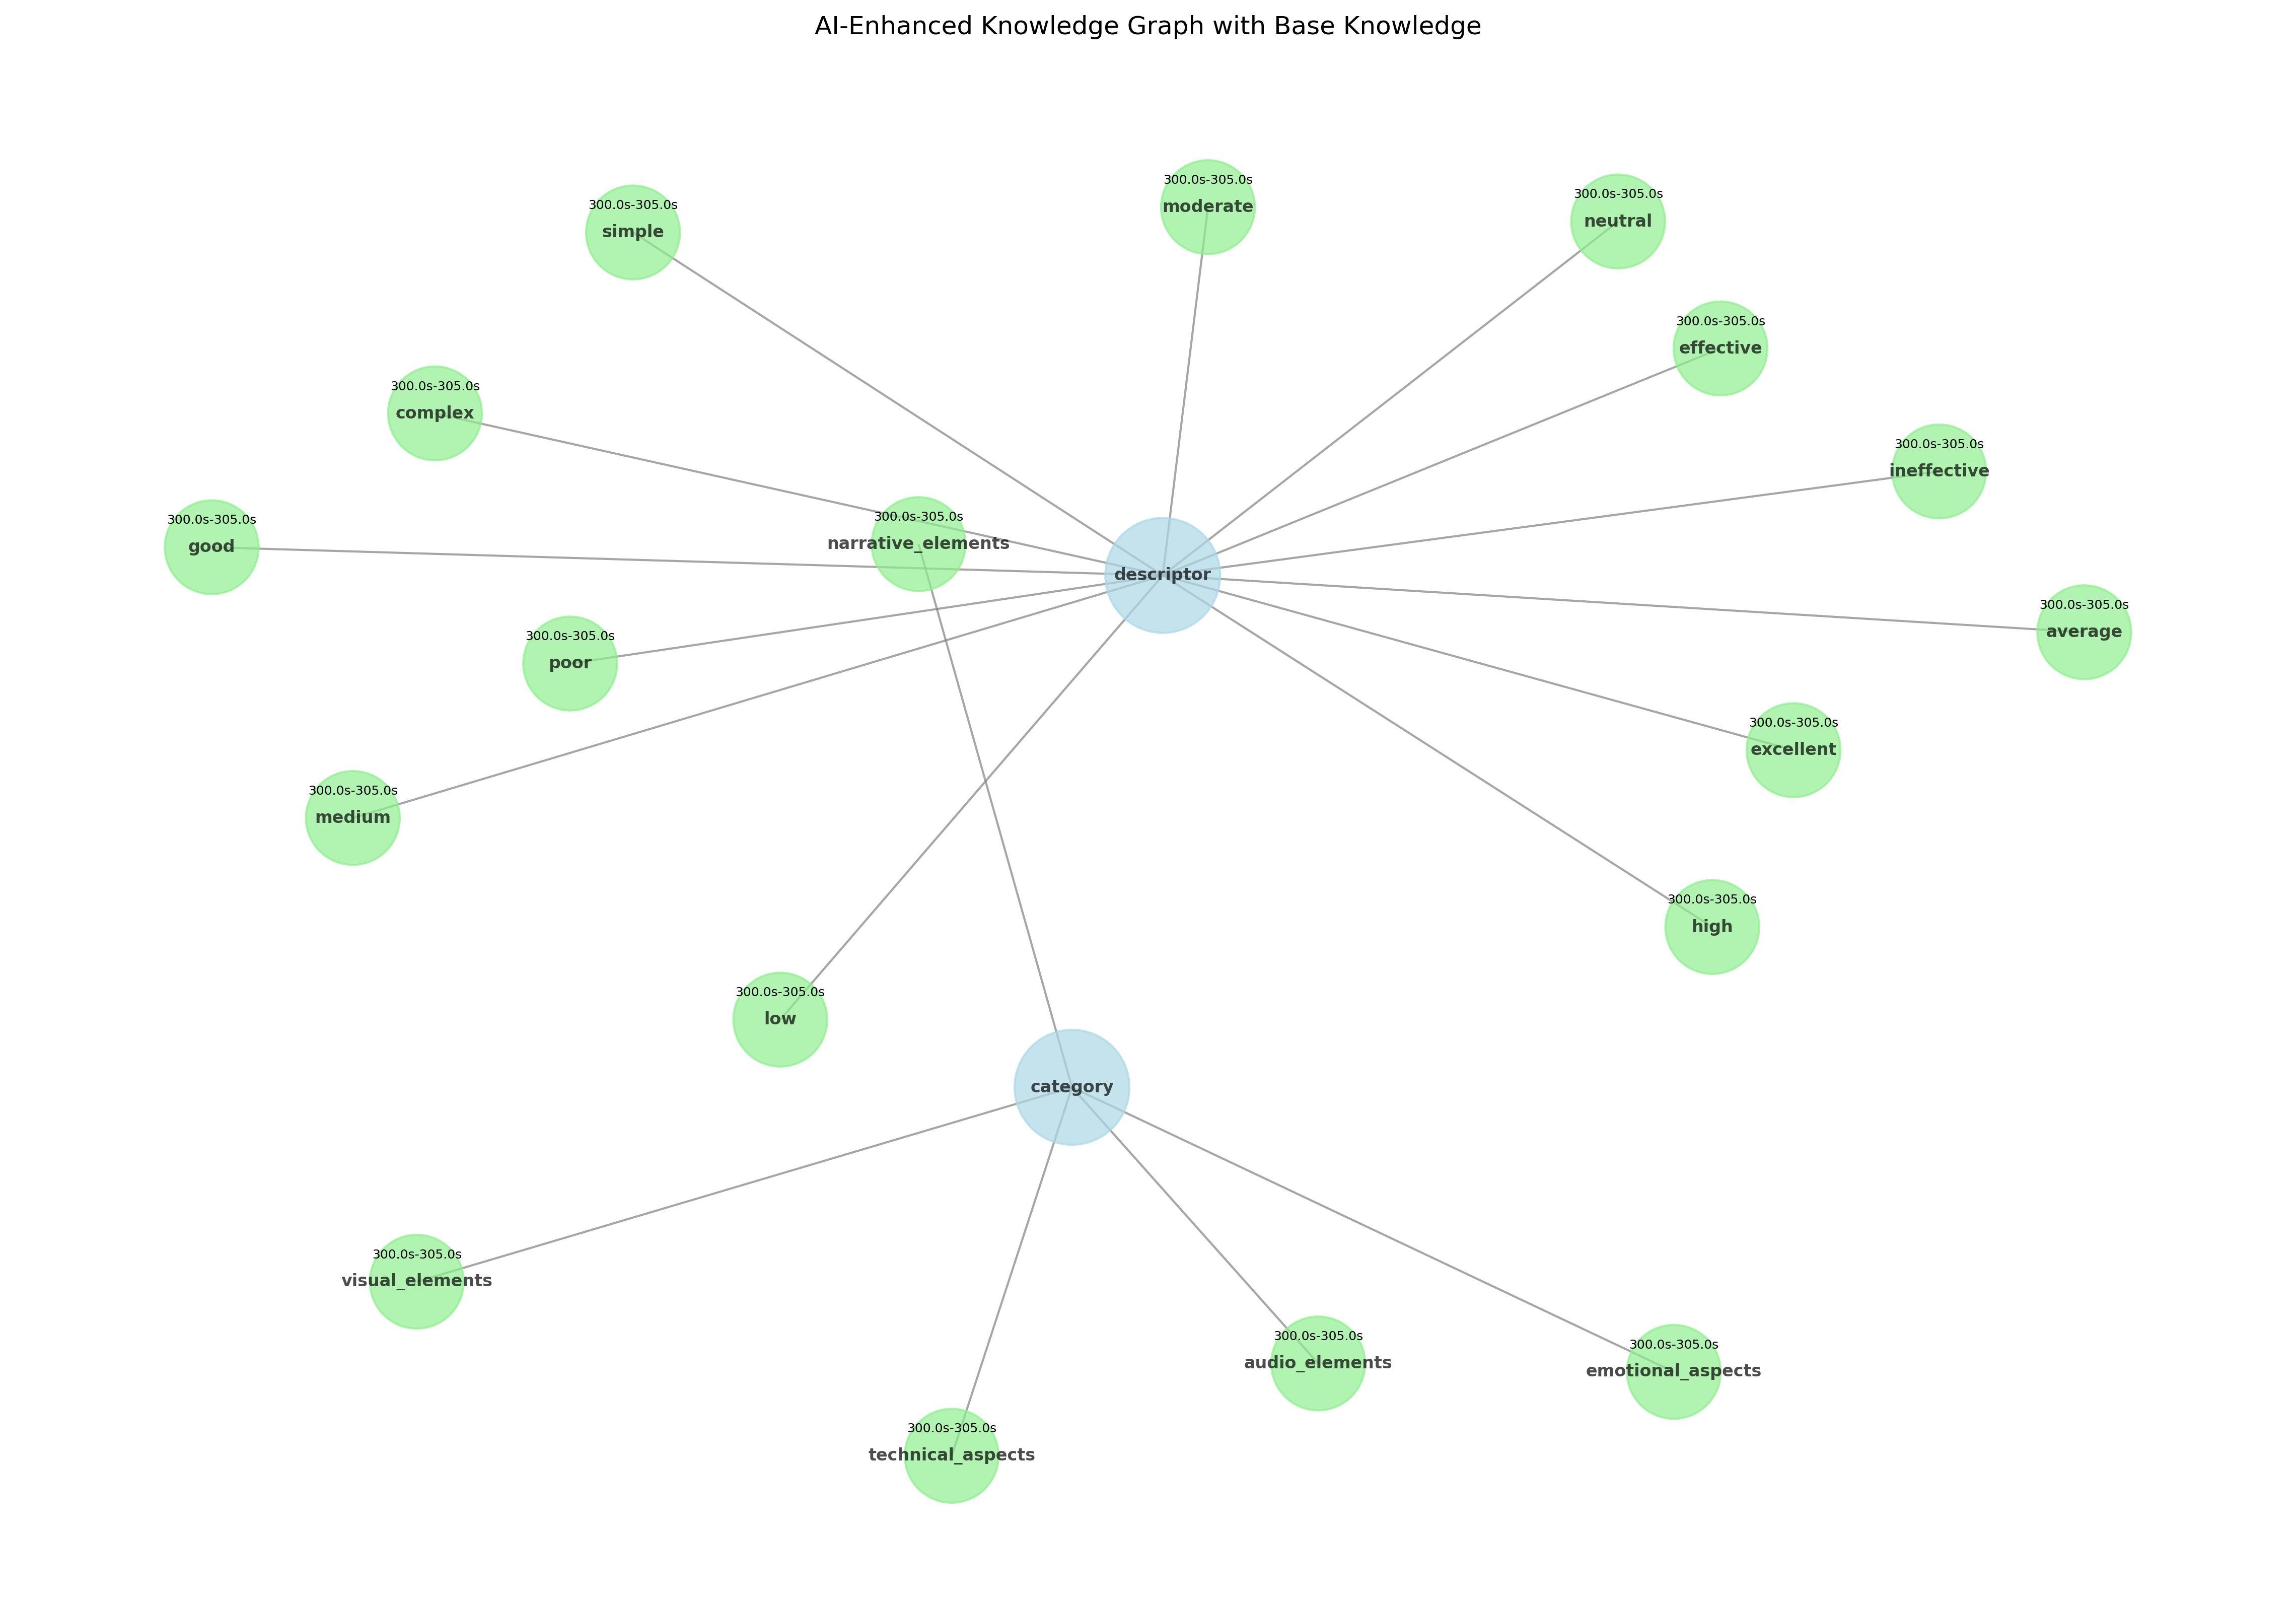 AI-Enhanced Knowledge Graph with Base Knowledge
300.0s-305.0s
moderate
300.0s-305.0s
neutral
300.0s-305.0s
simple
300.0s-305.0s
effective
300.0s-305.0s
complex
300.0s-305.0s
ineffective
300.0s-305.0s
narrative_elements
300.0s-305.0s
good
descriptor
300.0s-305.0s
average
300.0s-305.0s
poor
300.0s-305.0s
excellent
300.0s-305.0s
medium
300.0s-305.0s
high
300.0s-305.0s
low
category
300.0s-305.0s
visual_elements
300.0s-305.0s
audio_elements
300.0s-305.0s
emotional_aspects
300.0s-305.0s
technical_aspects